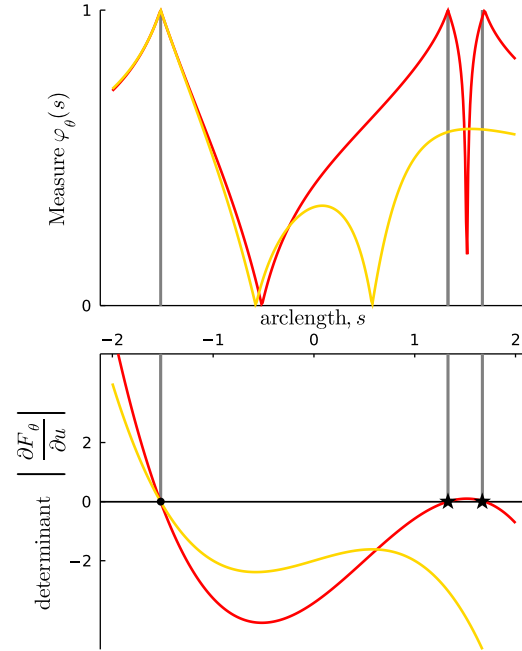 1
Measure φ_θ(s)
0
arclength, s
−2 −1 0 1 2
determinant |∂F_θ/∂u|
2
0
−2